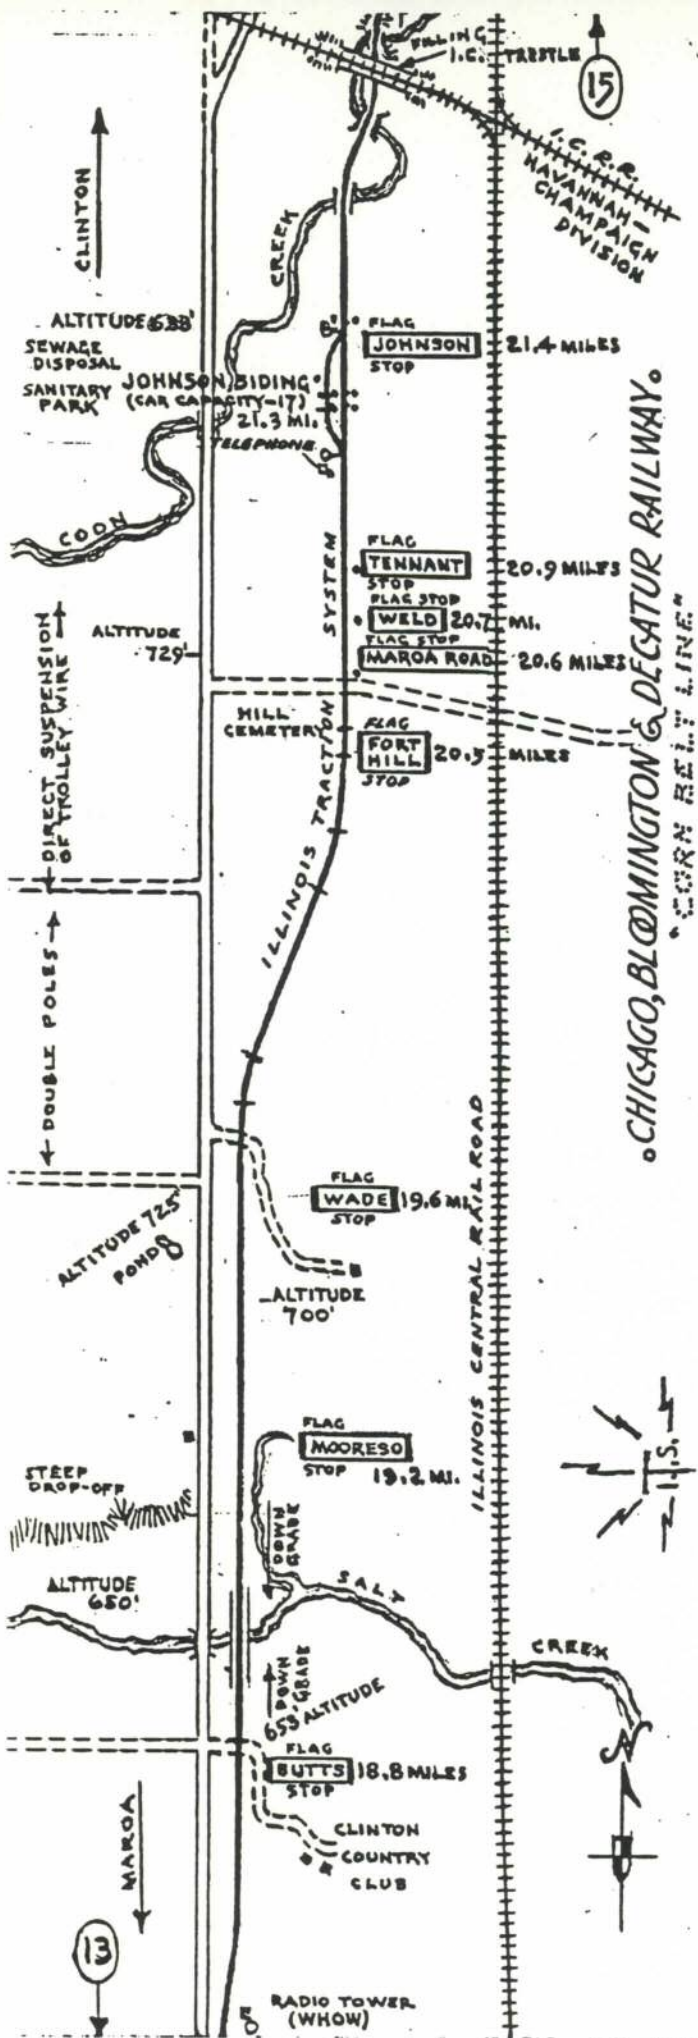 FILLING
I.C. TRESTLE
15
I.C.R.R.
HAVANNAH-
CHAMPAIGN
DIVISION
CLINTON
CREEK
ALTITUDE 638'
SEWAGE
DISPOSAL
SANITARY
PARK
JOHNSON SIDING
(CAR CAPACITY-17)
21.3 MI.
TELEPHONE
FLAG
JOHNSON
STOP
21.4 MILES
COON
SYSTEM
FLAG
TENNANT
STOP
20.9 MILES
FLAG STOP
WELD
20.7 MI.
FLAG STOP
MAROA ROAD
20.6 MILES
ALTITUDE
729'
DIRECT SUSPENSION
OF TROLLEY WIRE
HILL
CEMETERY
FLAG
FORT
HILL
STOP
20.5 MILES
ILLINOIS TRACTION
CHICAGO, BLOOMINGTON & DECATUR RAILWAY.
"CORN BELT LINE"
DOUBLE POLES
FLAG
WADE
STOP
19.6 MI.
ILLINOIS CENTRAL RAIL ROAD
ALTITUDE 725'
POND
ALTITUDE
700'
FLAG
MOORESO
STOP
19.2 MI.
STEEP
DROP-OFF
DOWN
GRADE
I.T.S.
ALTITUDE
650'
SALT
CREEK
DOWN
GRADE
653' ALTITUDE
N
FLAG
BUTTS
STOP
18.8 MILES
MAROA
CLINTON
COUNTRY
CLUB
13
RADIO TOWER
(WHOW)